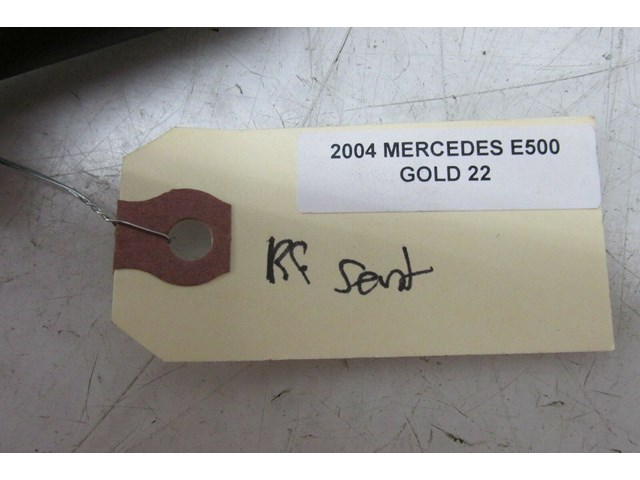 2004 MERCEDES E500
GOLD 22
RF Seat